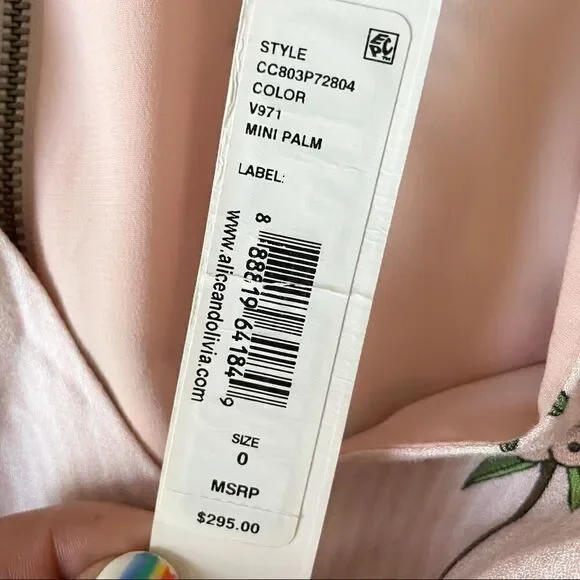 STYLE
CC803P72804
COLOR
V971
MINI PALM
LABEL:
8 88819 64184 9
www.aliceandolivia.com
SIZE
0
MSRP
$295.00